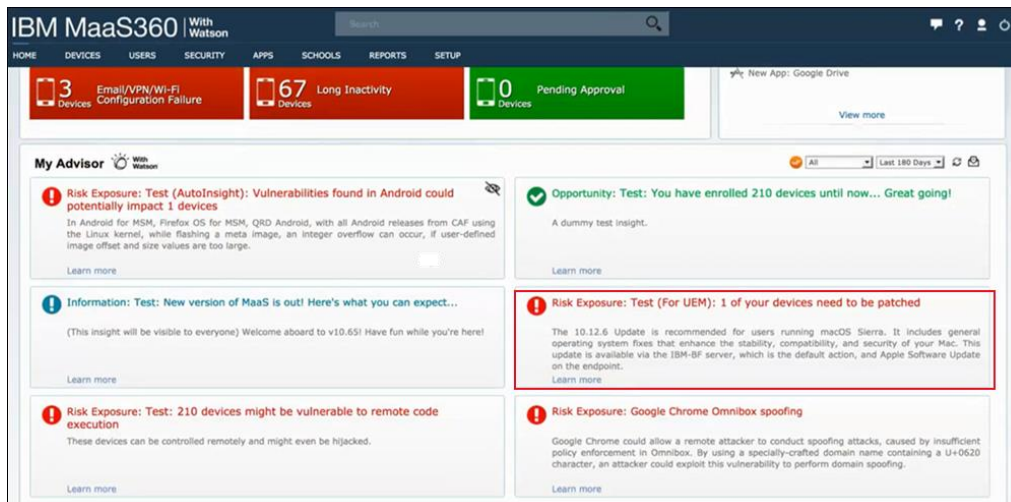 IBM MaaS360 | With Watson
Search
HOME DEVICES USERS SECURITY APPS SCHOOLS REPORTS SETUP
3 Devices Email/VPN/Wi-Fi Configuration Failure
67 Devices Long Inactivity
0 Devices Pending Approval
New App: Google Drive
View more
My Advisor With Watson
All
Last 180 Days
Risk Exposure: Test (AutoInsight): Vulnerabilities found in Android could
potentially impact 1 devices
In Android for MSM, Firefox OS for MSM, QRD Android, with all Android releases from CAF using
the Linux kernel, while flashing a meta image, an integer overflow can occur, if user-defined
image offset and size values are too large.
Learn more
Opportunity: Test: You have enrolled 210 devices until now... Great going!
A dummy test insight.
Learn more
Information: Test: New version of MaaS is out! Here's what you can expect...
(This insight will be visible to everyone) Welcome aboard to v10.65! Have fun while you're here!
Learn more
Risk Exposure: Test (For UEM): 1 of your devices need to be patched
The 10.12.6 Update is recommended for users running macOS Sierra. It includes general
operating system fixes that enhance the stability, compatibility, and security of your Mac. This
update is available via the IBM-BF server, which is the default action, and Apple Software Update
on the endpoint.
Learn more
Risk Exposure: Test: 210 devices might be vulnerable to remote code
execution
These devices can be controlled remotely and might even be hijacked.
Learn more
Risk Exposure: Google Chrome Omnibox spoofing
Google Chrome could allow a remote attacker to conduct spoofing attacks, caused by insufficient
policy enforcement in Omnibox. By using a specially-crafted domain name containing a U+0620
character, an attacker could exploit this vulnerability to perform domain spoofing.
Learn more